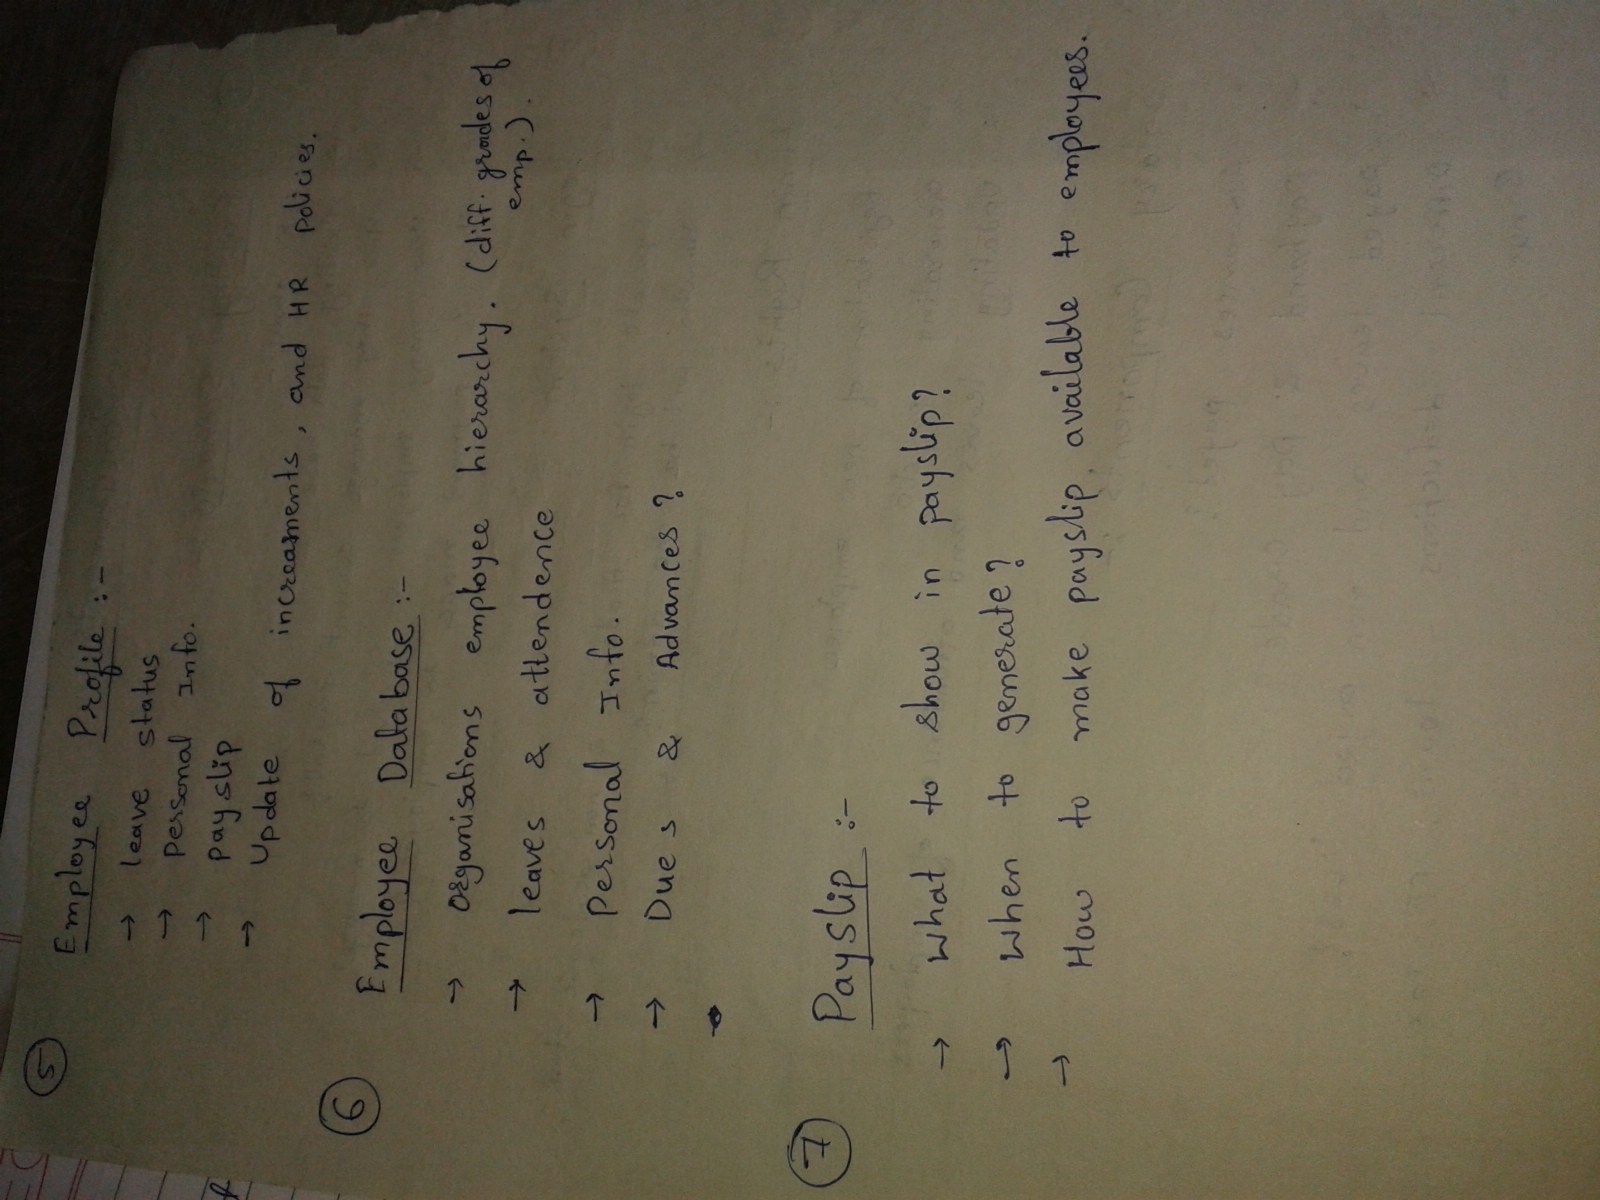 5
Employee Profile :-
→ leave status
→ Personal Info.
→ payslip
→ Update of increaments, and HR policies.
6
Employee Database :-
→ Organisations employee hierarchy. (diff. grades of
emp.).
→ leaves & attendence
→ Personal Info.
→ Dues & Advances?
7
Payslip :-
→ What to show in payslip?
→ When to generate?
→ How to make payslip available to employees.